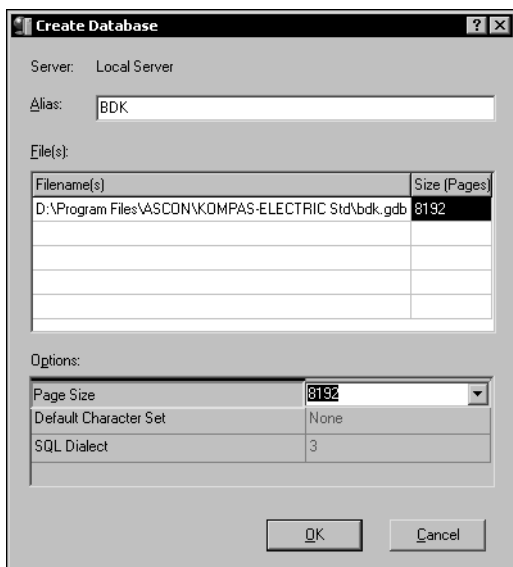 Create Database
Server: Local Server
Alias: BDK
File(s):
Filename(s) Size (Pages)
D:\Program Files\ASCON\KOMPAS-ELECTRIC Std\bdk.gdb 8192
Options:
Page Size 8192
Default Character Set None
SQL Dialect 3
OK Cancel